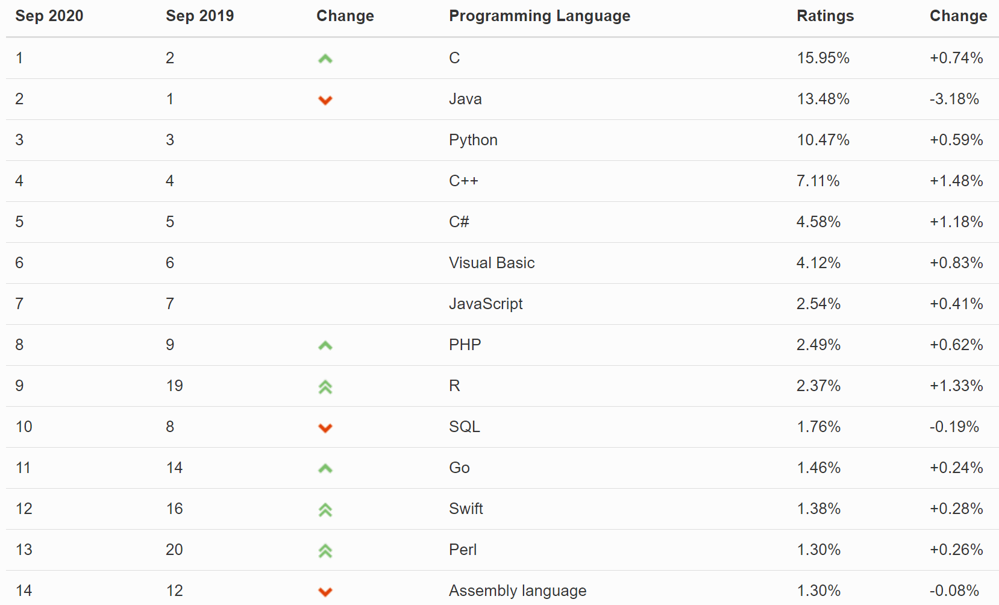 Sep 2020 Sep 2019 Change Programming Language Ratings Change
1 2 C 15.95% +0.74%
2 1 Java 13.48% -3.18%
3 3 Python 10.47% +0.59%
4 4 C++ 7.11% +1.48%
5 5 C# 4.58% +1.18%
6 6 Visual Basic 4.12% +0.83%
7 7 JavaScript 2.54% +0.41%
8 9 PHP 2.49% +0.62%
9 19 R 2.37% +1.33%
10 8 SQL 1.76% -0.19%
11 14 Go 1.46% +0.24%
12 16 Swift 1.38% +0.28%
13 20 Perl 1.30% +0.26%
14 12 Assembly language 1.30% -0.08%